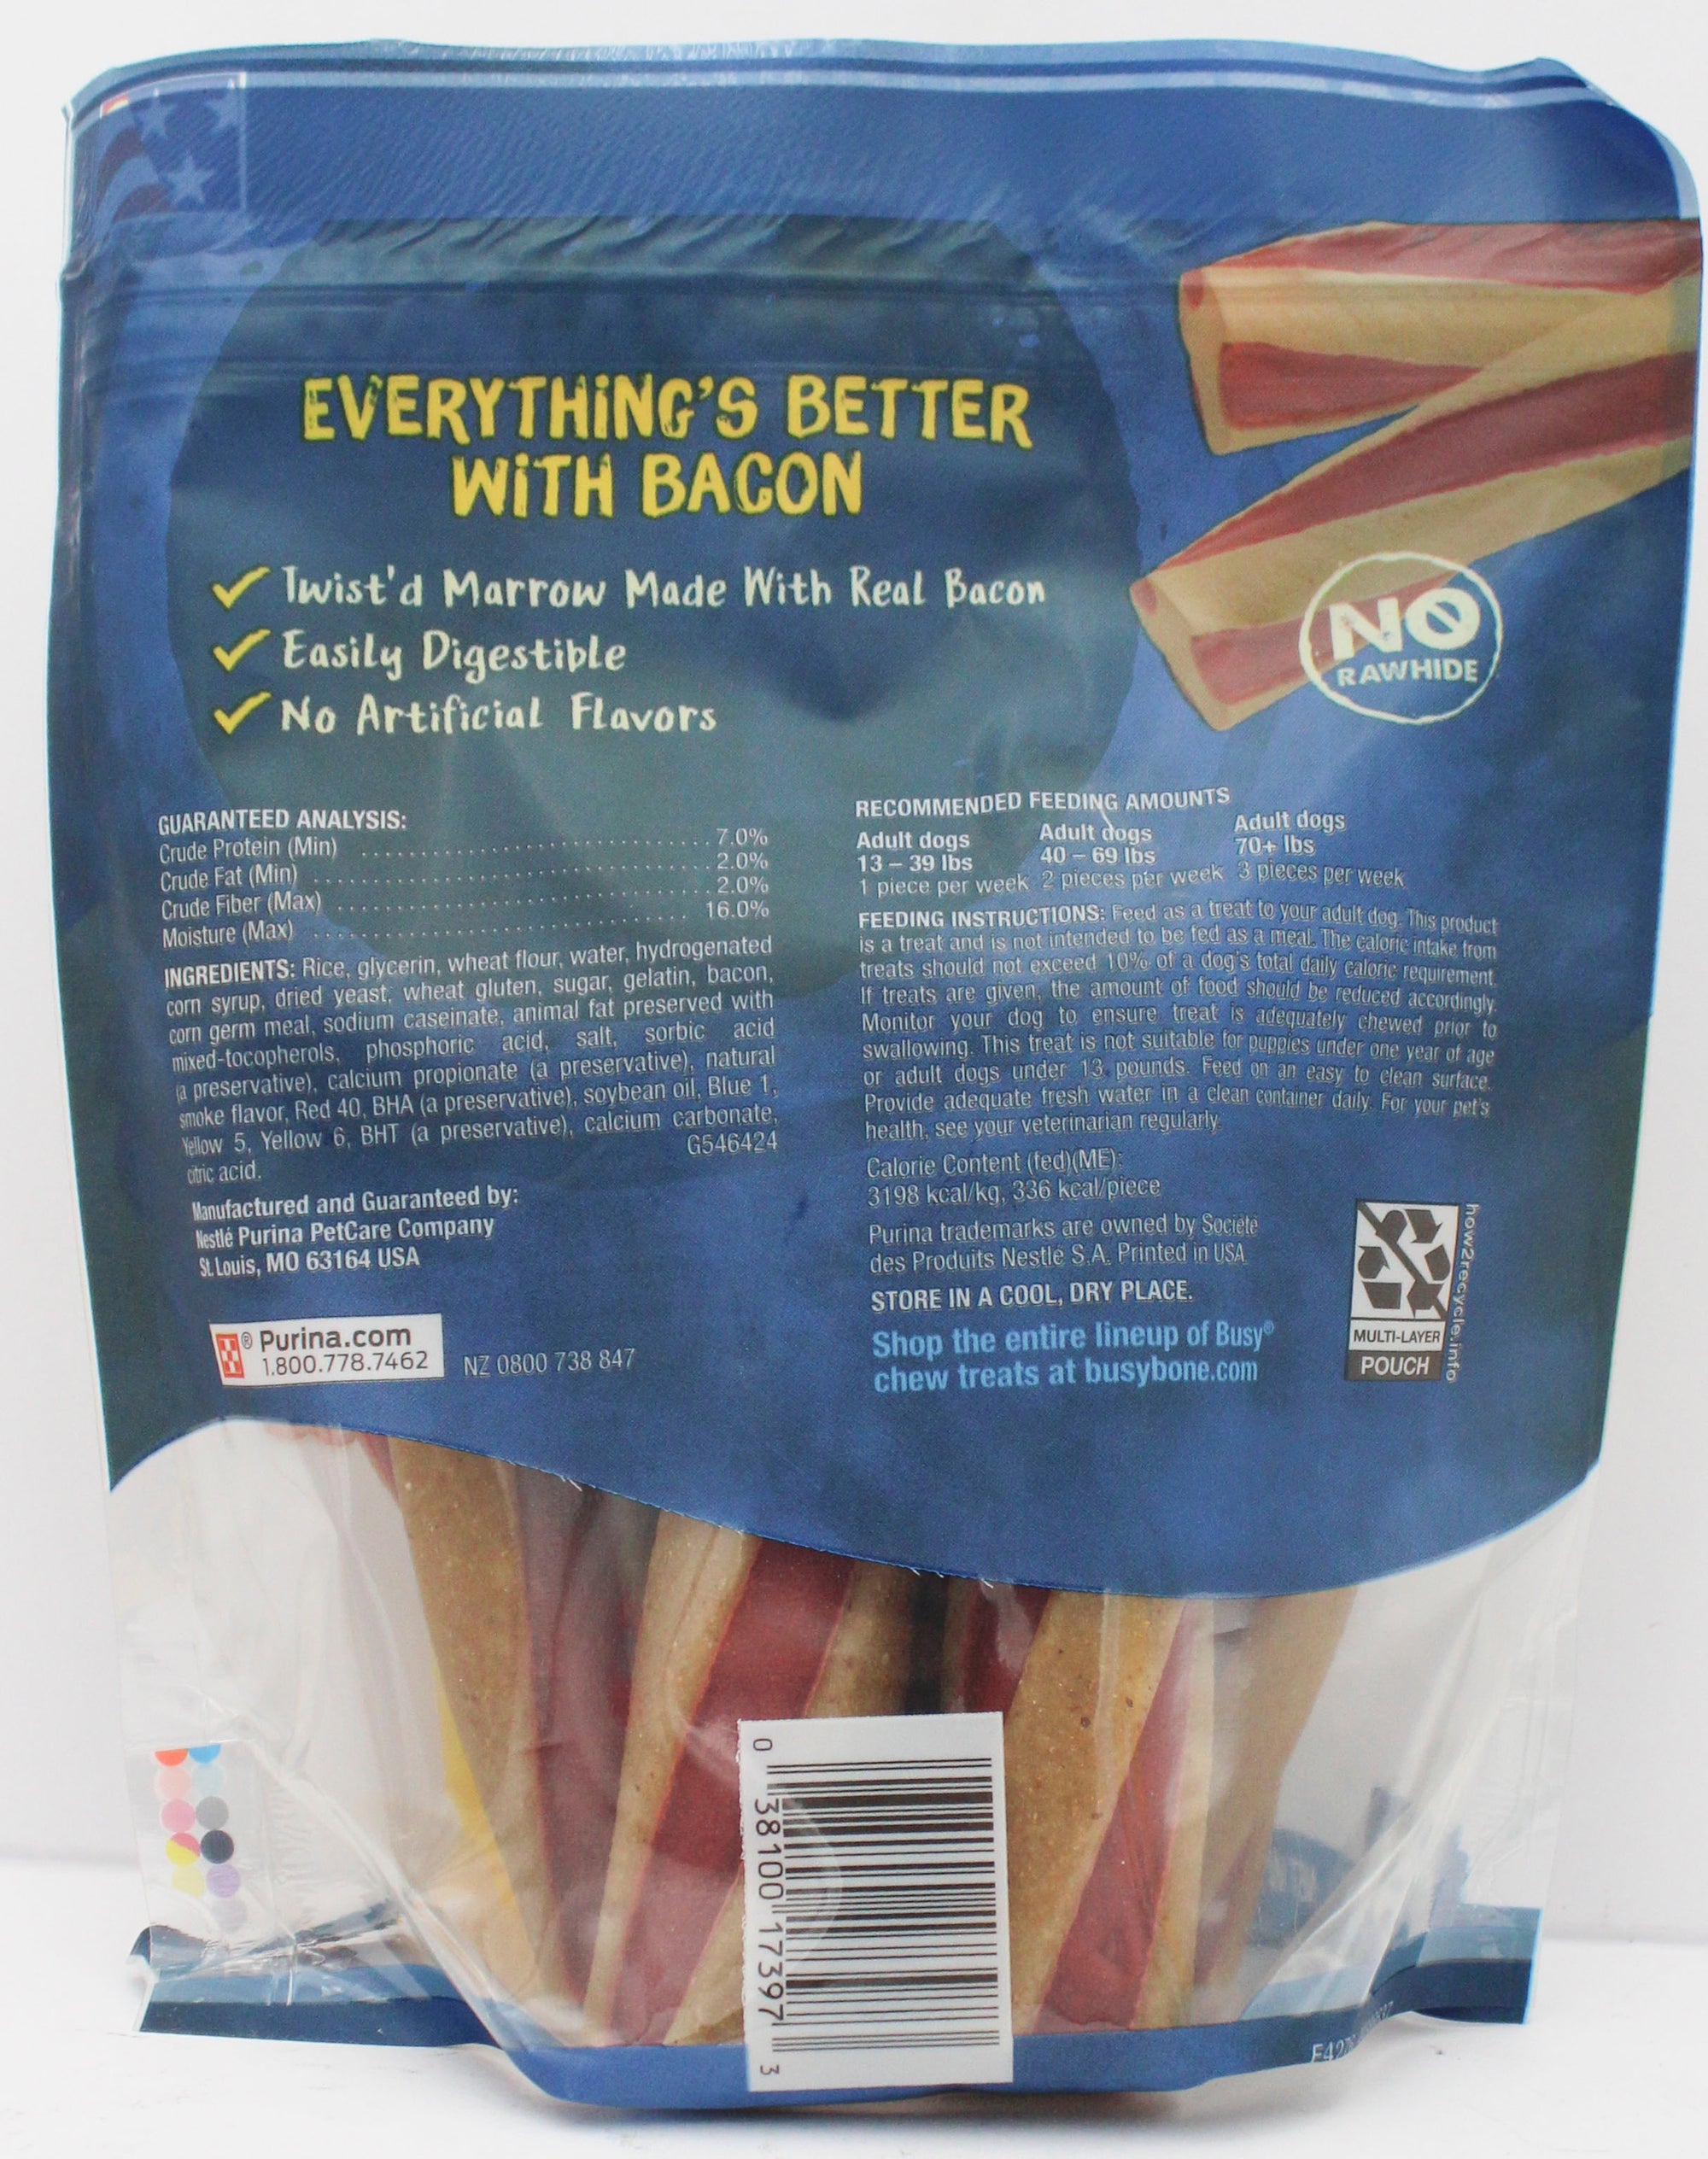 EVERYTHiNG'S BETTER
WiTH BACON
Twist'd Marrow Made With Real Bacon
Easily Digestible
No Artificial Flavors
NO
RAWHIDE
GUARANTEED ANALYSIS:
Crude Protein (Min) 7.0%
Crude Fat (Min) 2.0%
Crude Fiber (Max) 2.0%
Moisture (Max) 16.0%
INGREDIENTS: Rice, glycerin, wheat flour, water, hydrogenated
corn syrup, dried yeast, wheat gluten, sugar, gelatin, bacon,
corn germ meal, sodium caseinate, animal fat preserved with
mixed-tocopherols, phosphoric acid, salt, sorbic acid
(a preservative), calcium propionate (a preservative), natural
smoke flavor, Red 40, BHA (a preservative), soybean oil, Blue 1,
Yellow 5, Yellow 6, BHT (a preservative), calcium carbonate,
citric acid. G546424
Manufactured and Guaranteed by:
Nestlé Purina PetCare Company
St. Louis, MO 63164 USA
® Purina.com
1.800.778.7462
NZ 0800 738 847
RECOMMENDED FEEDING AMOUNTS
Adult dogs Adult dogs Adult dogs
13 – 39 lbs 40 – 69 lbs 70+ lbs
1 piece per week 2 pieces per week 3 pieces per week
FEEDING INSTRUCTIONS: Feed as a treat to your adult dog. This product
is a treat and is not intended to be fed as a meal. The caloric intake from
treats should not exceed 10% of a dog's total daily caloric requirement.
If treats are given, the amount of food should be reduced accordingly.
Monitor your dog to ensure treat is adequately chewed prior to
swallowing. This treat is not suitable for puppies under one year of age
or adult dogs under 13 pounds. Feed on an easy to clean surface.
Provide adequate fresh water in a clean container daily. For your pet's
health, see your veterinarian regularly.
Calorie Content (fed)(ME):
3198 kcal/kg, 336 kcal/piece
Purina trademarks are owned by Société
des Produits Nestlé S.A. Printed in USA
STORE IN A COOL, DRY PLACE.
Shop the entire lineup of Busy®
chew treats at busybone.com
how2recycle.info
MULTI-LAYER
POUCH
0 38100 17397 3